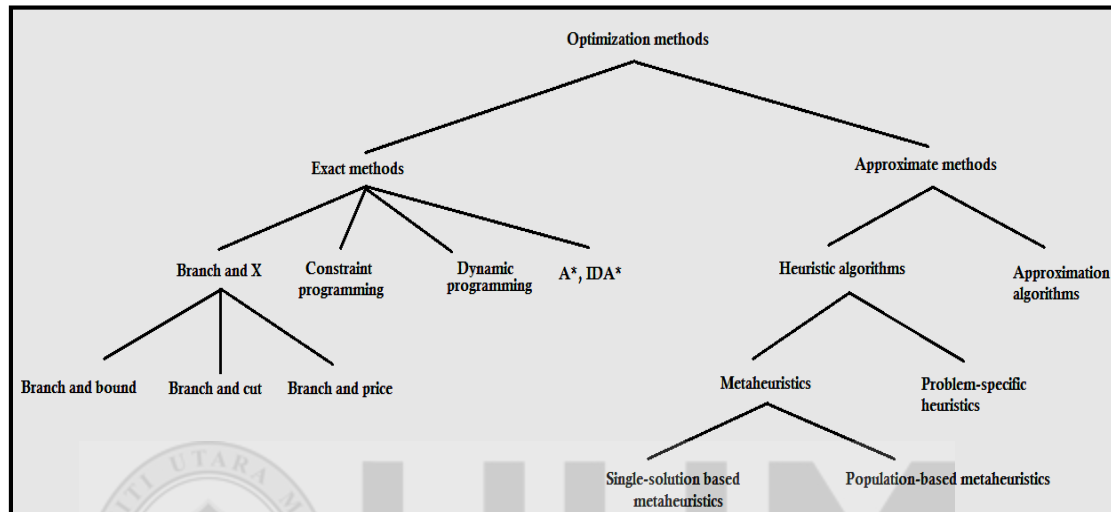 Optimization methods
Exact methods
Approximate methods
Branch and X
Constraint
programming
Dynamic
programming
A*, IDA*
Heuristic algorithms
Approximation
algorithms
Branch and bound
Branch and cut
Branch and price
Metaheuristics
Problem-specific
heuristics
Single-solution based
metaheuristics
Population-based metaheuristics
UTARA